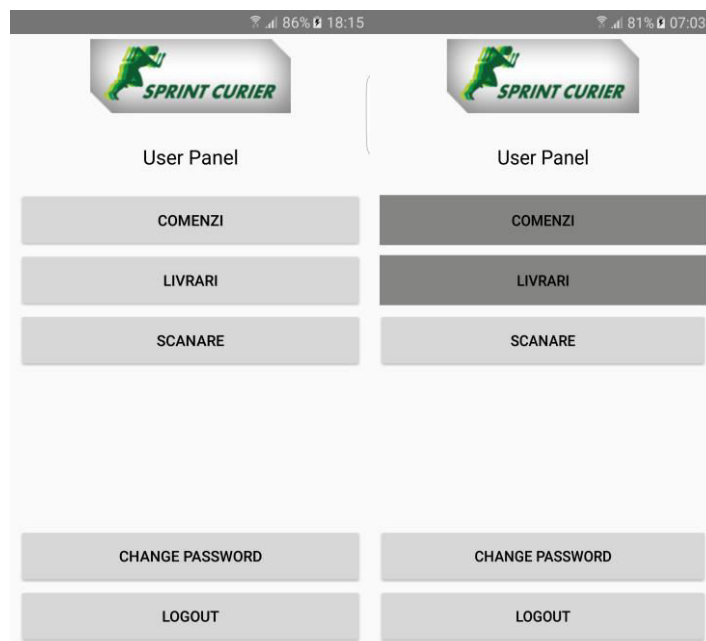 86% 18:15
SPRINT CURIER
User Panel
COMENZI
LIVRARI
SCANARE
CHANGE PASSWORD
LOGOUT
81% 07:03
SPRINT CURIER
User Panel
COMENZI
LIVRARI
SCANARE
CHANGE PASSWORD
LOGOUT